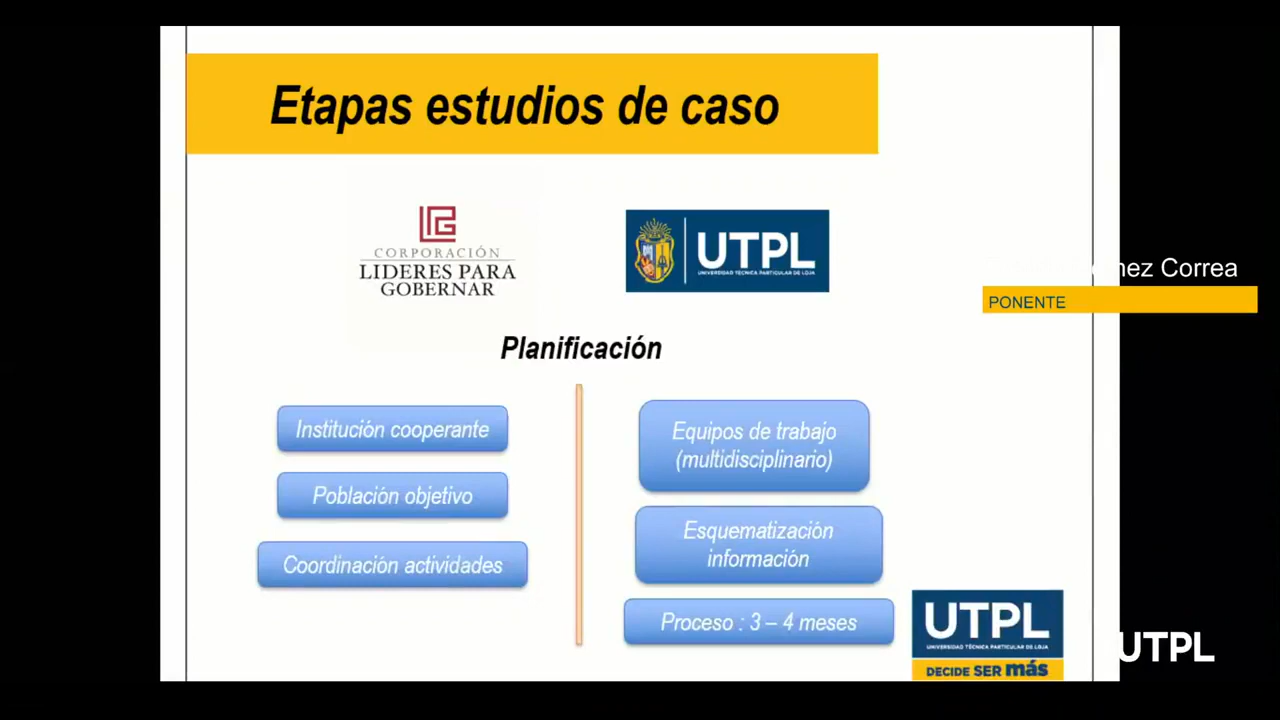 Etapas estudios de caso
CORPORACIÓN
LIDERES PARA
GOBERNAR
UTPL
UNIVERSIDAD TÉCNICA PARTICULAR DE LOJA
Correa
PONENTE
Planificación
Institución cooperante
Población objetivo
Coordinación actividades
Equipos de trabajo
(multidisciplinario)
Esquematización
información
Proceso : 3 – 4 meses
UTPL
UNIVERSIDAD TÉCNICA PARTICULAR DE LOJA
DECIDE SER más
UTPL